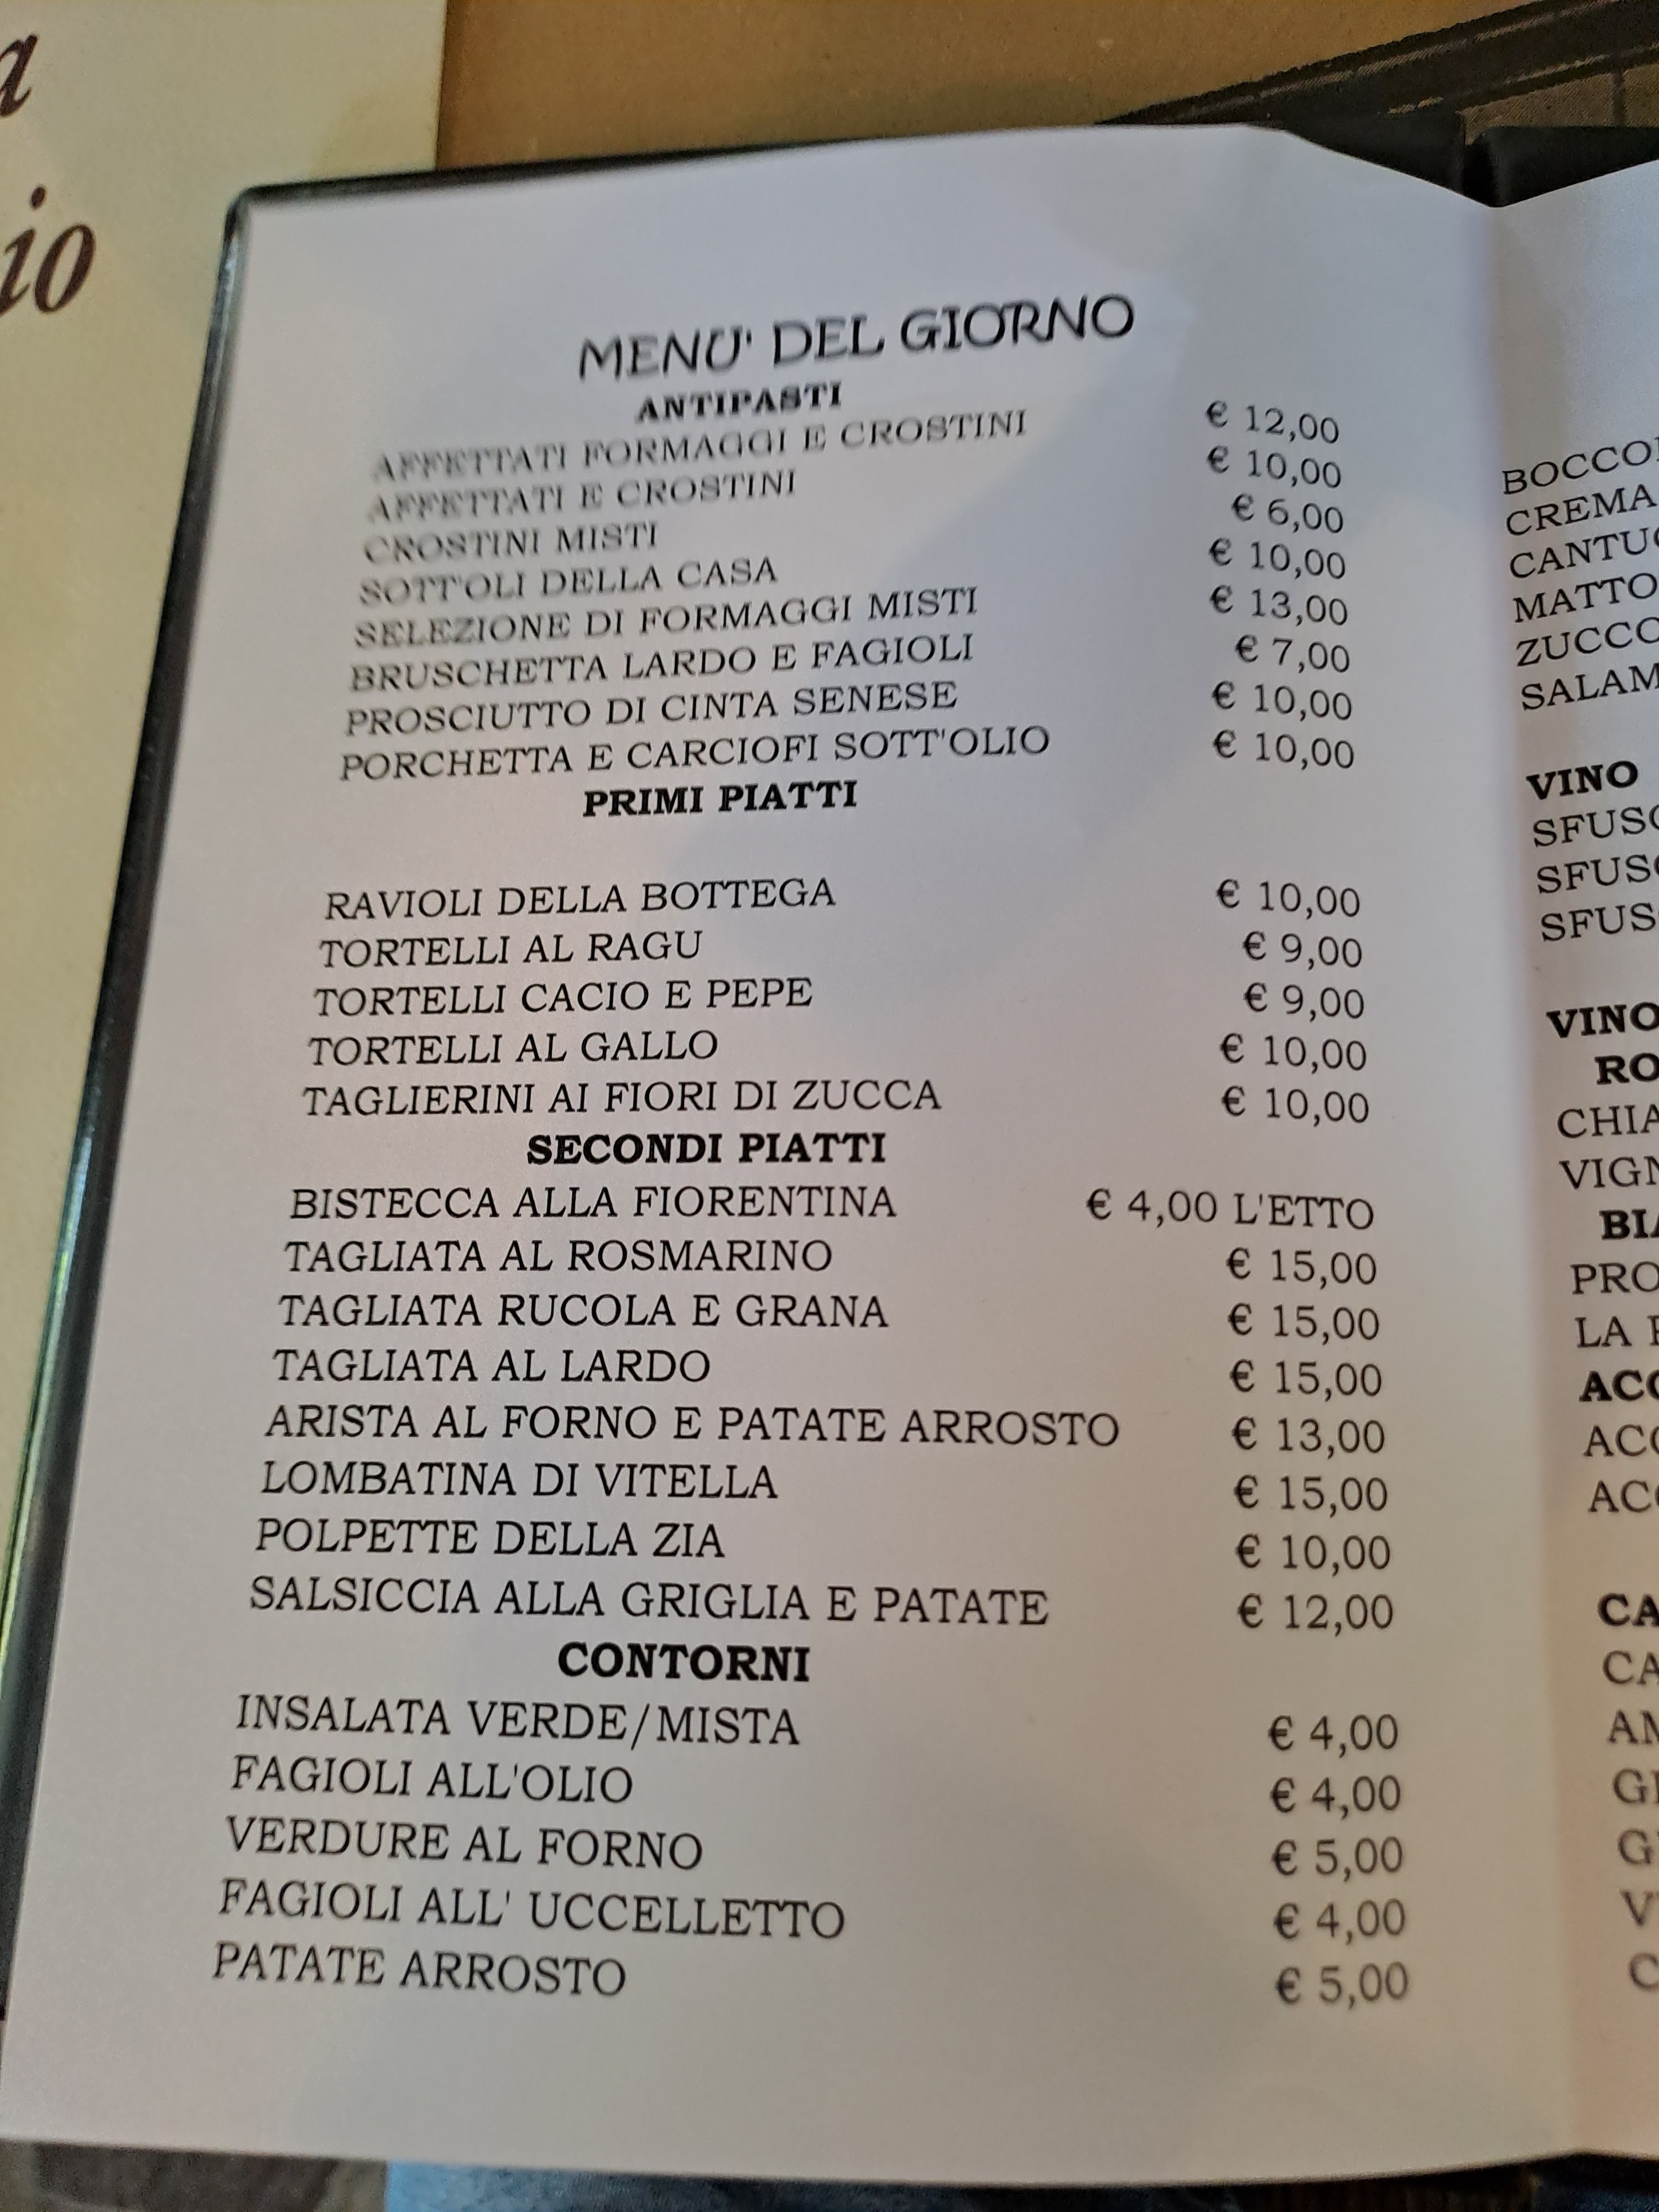 a
io
MENU' DEL GIORNO
ANTIPASTI
AFFETTATI FORMAGGI E CROSTINI € 12,00
AFFETTATI E CROSTINI € 10,00
CROSTINI MISTI € 6,00
SOTT'OLI DELLA CASA € 10,00
SELEZIONE DI FORMAGGI MISTI € 13,00
BRUSCHETTA LARDO E FAGIOLI € 7,00
PROSCIUTTO DI CINTA SENESE € 10,00
PORCHETTA E CARCIOFI SOTT'OLIO € 10,00
PRIMI PIATTI
RAVIOLI DELLA BOTTEGA € 10,00
TORTELLI AL RAGU € 9,00
TORTELLI CACIO E PEPE € 9,00
TORTELLI AL GALLO € 10,00
TAGLIERINI AI FIORI DI ZUCCA € 10,00
SECONDI PIATTI
BISTECCA ALLA FIORENTINA € 4,00 L'ETTO
TAGLIATA AL ROSMARINO € 15,00
TAGLIATA RUCOLA E GRANA € 15,00
TAGLIATA AL LARDO € 15,00
ARISTA AL FORNO E PATATE ARROSTO € 13,00
LOMBATINA DI VITELLA € 15,00
POLPETTE DELLA ZIA € 10,00
SALSICCIA ALLA GRIGLIA E PATATE € 12,00
CONTORNI
INSALATA VERDE/MISTA € 4,00
FAGIOLI ALL'OLIO € 4,00
VERDURE AL FORNO € 5,00
FAGIOLI ALL' UCCELLETTO € 4,00
PATATE ARROSTO € 5,00
CREMA
VINO
VINO
LA